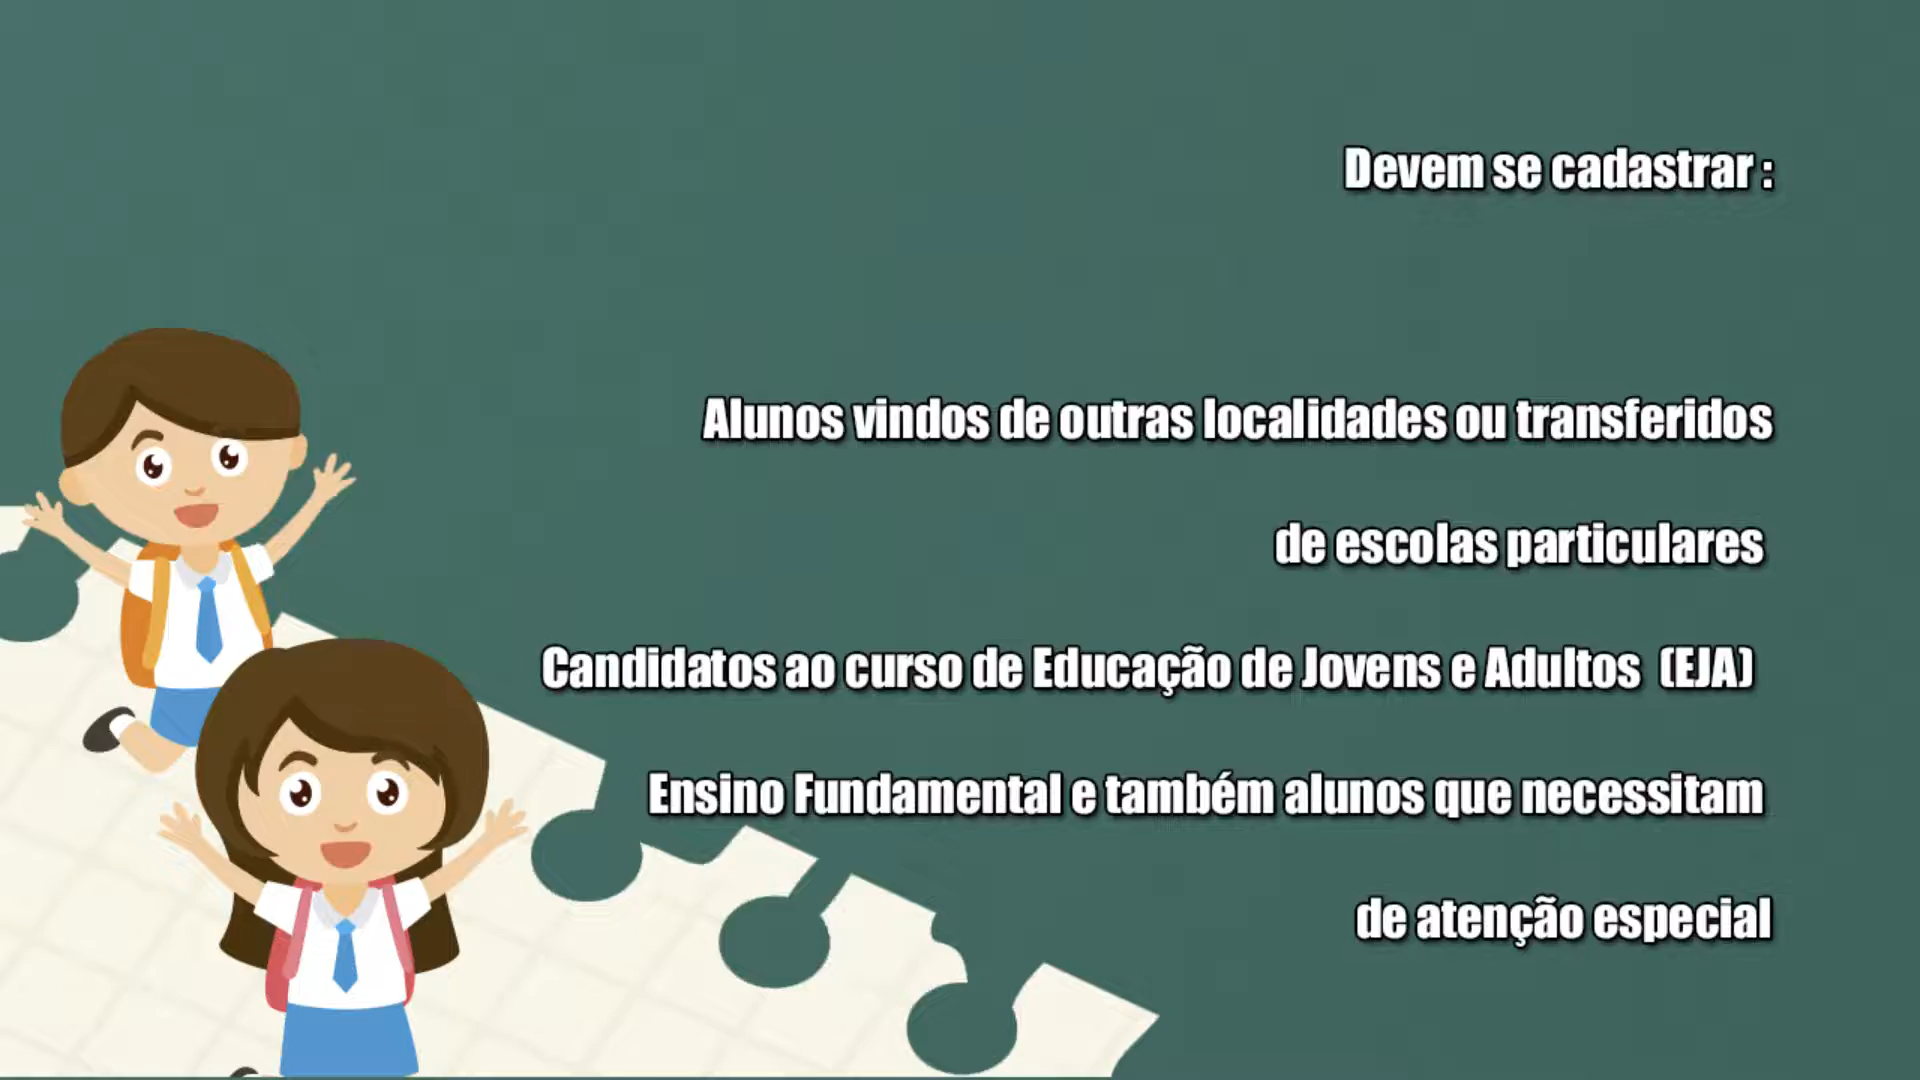 Devem se cadastrar :
Alunos vindos de outras localidades ou transferidos
de escolas particulares
Candidatos ao curso de Educação de Jovens e Adultos (EJA)
Ensino Fundamental e também alunos que necessitam
de atenção especial